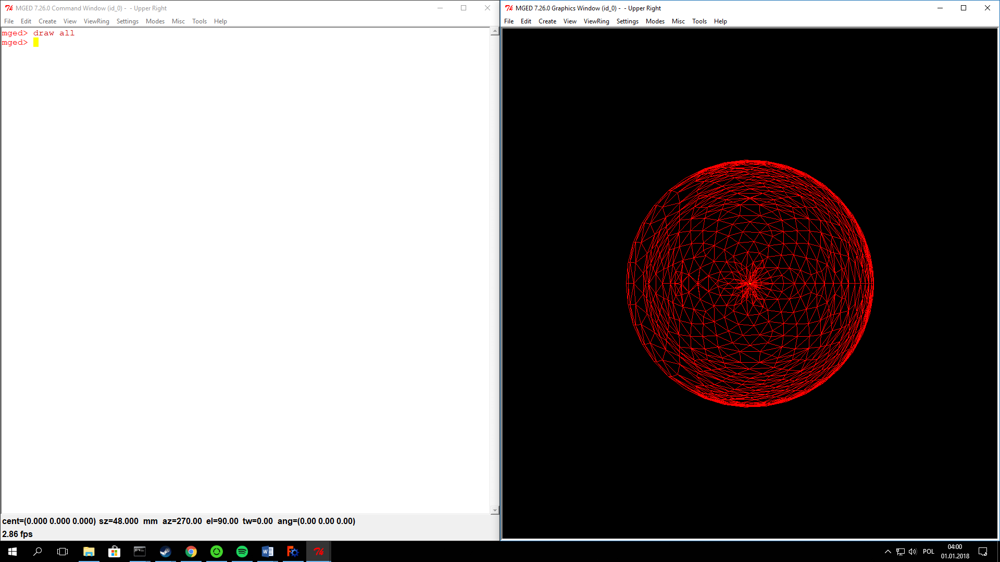 MGED 7.26.0 Command Window (id_0) -  - Upper Right
File Edit Create View ViewRing Settings Modes Misc Tools Help
mged> draw all
mged>
cent=(0.000 0.000 0.000) sz=48.000  mm  az=270.00  el=90.00  tw=0.00  ang=(0.00 0.00 0.00)
2.86 fps
MGED 7.26.0 Graphics Window (id_0) -  - Upper Right
File Edit Create View ViewRing Settings Modes Misc Tools Help
POL
04:00
01.01.2018